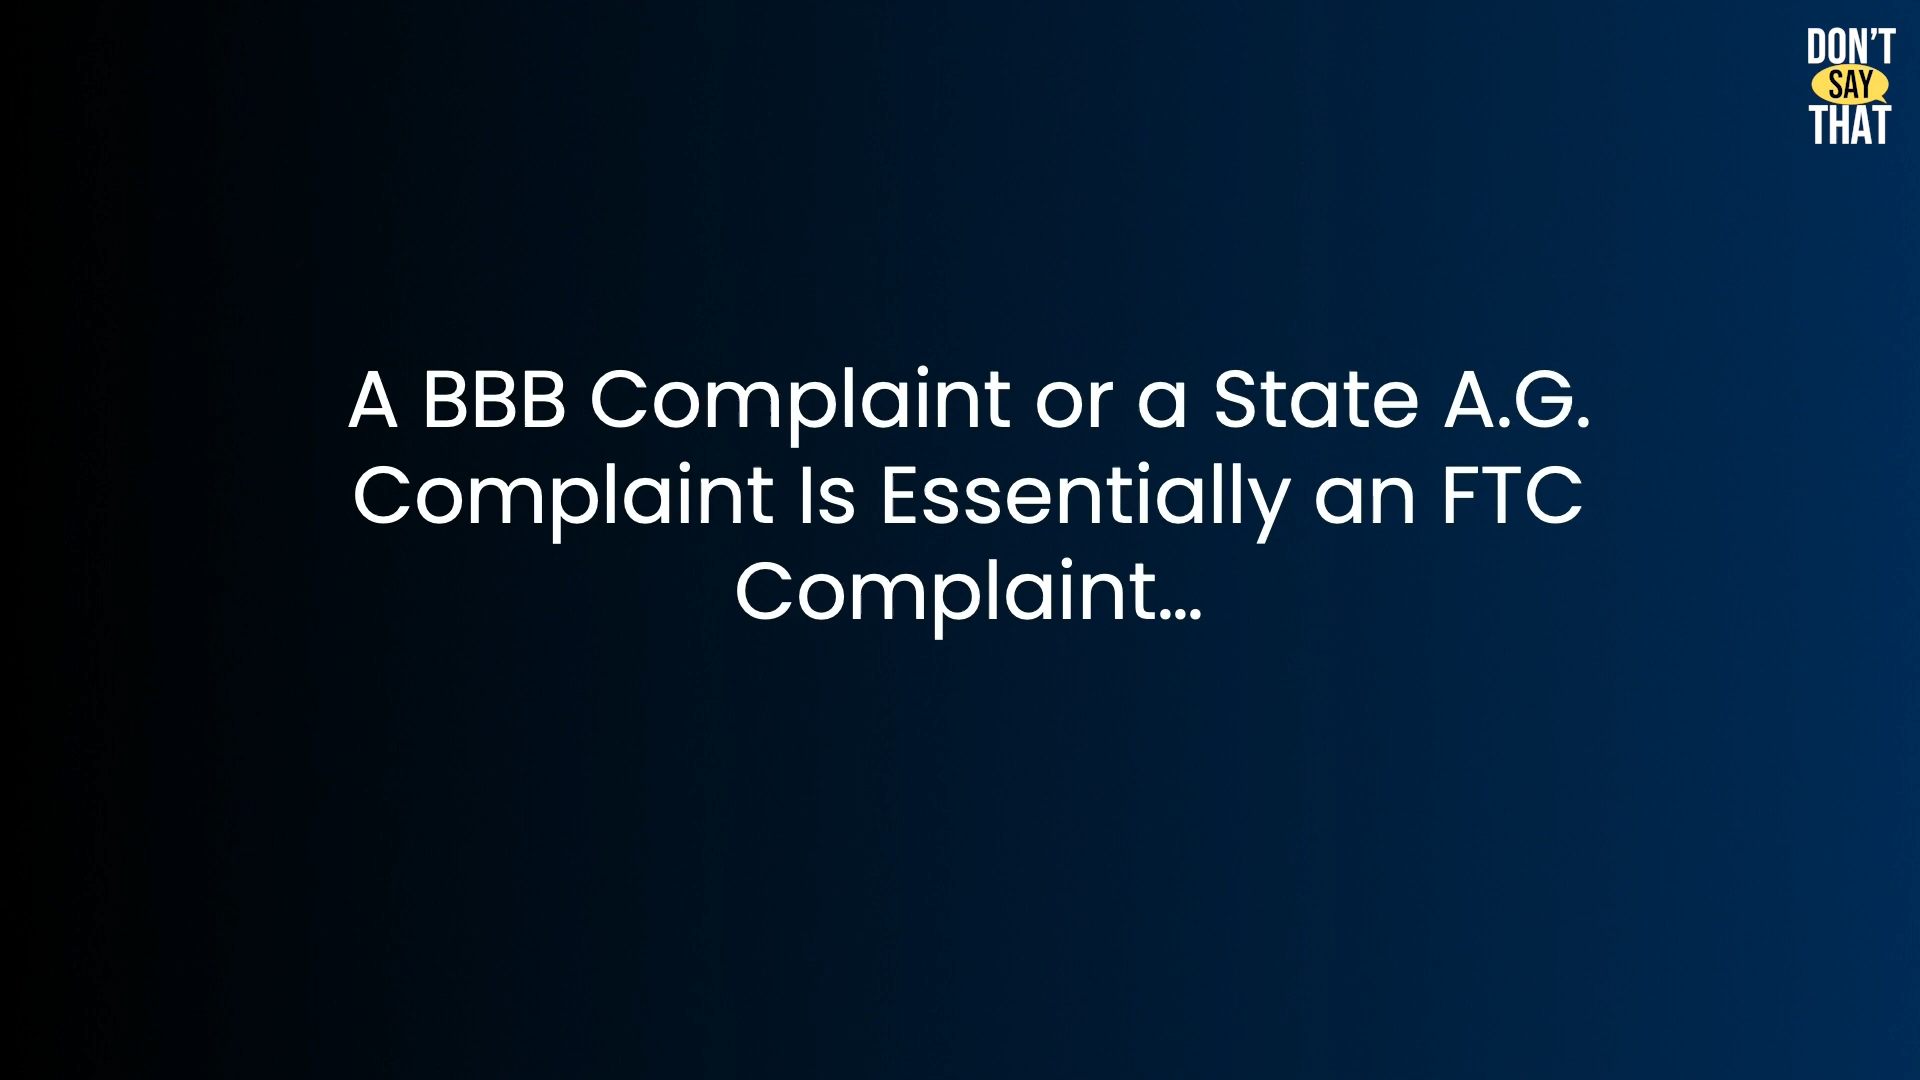 DON'T
SAY
THAT
A BBB Complaint or a State A.G.
Complaint Is Essentially an FTC
Complaint...